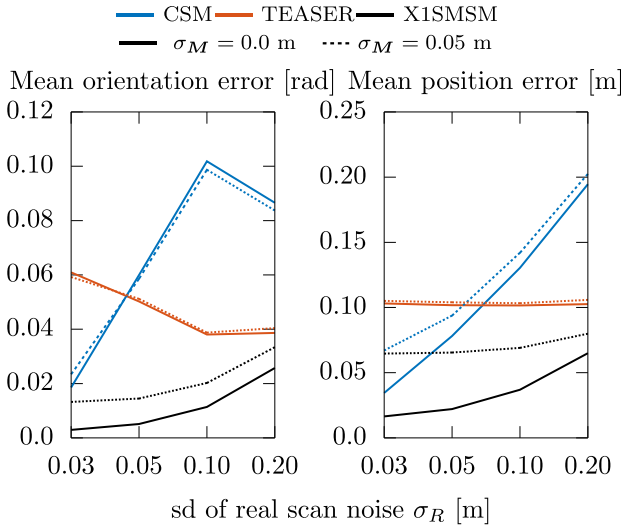 CSM TEASER X1SMSM
σ_M = 0.0 m σ_M = 0.05 m
Mean orientation error [rad] Mean position error [m]
0.12 0.25
0.10 0.20
0.08 0.15
0.06 0.10
0.04 0.05
0.02 0.0
0.0
0.03 0.05 0.10 0.20 0.03 0.05 0.10 0.20
sd of real scan noise σ_R [m]